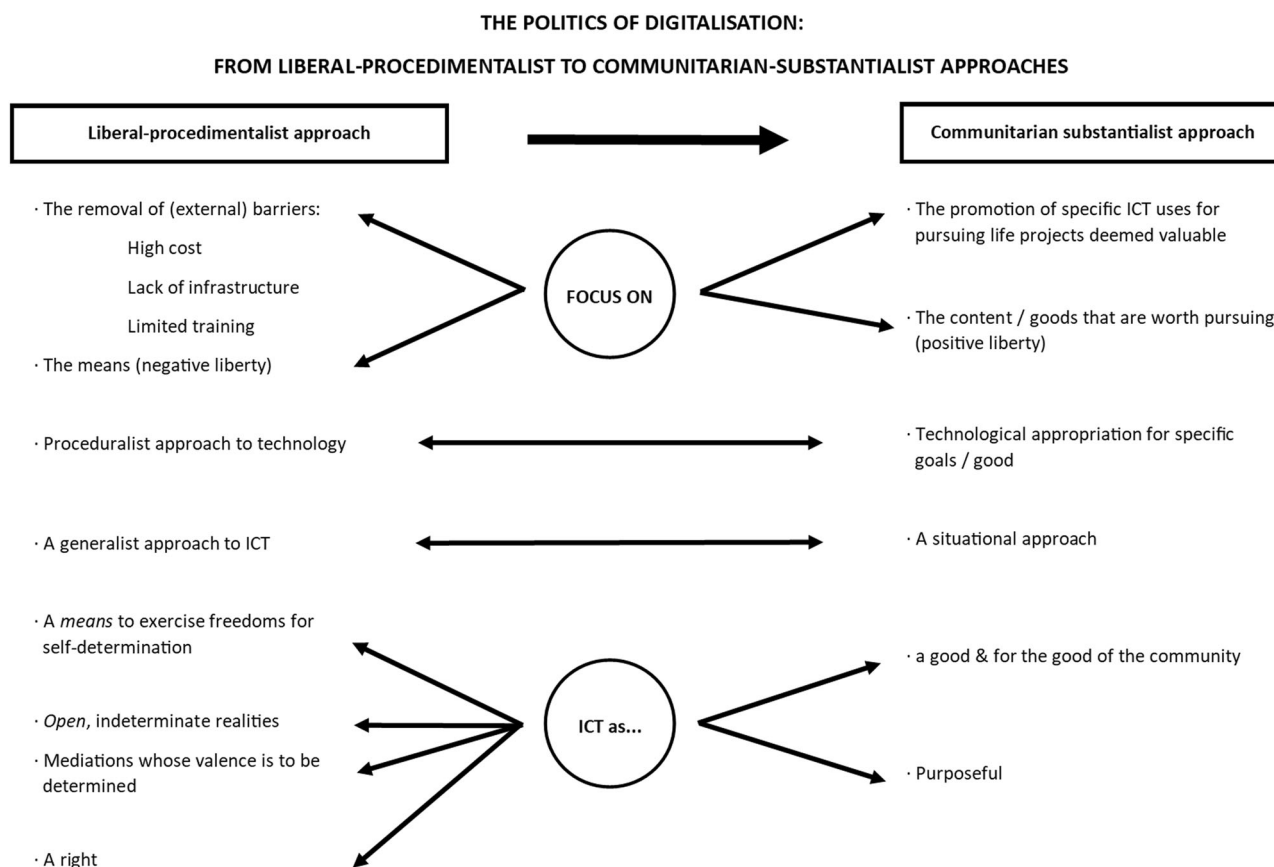 THE POLITICS OF DIGITALISATION:
FROM LIBERAL-PROCEDIMENTALIST TO COMMUNITARIAN-SUBSTANTIALIST APPROACHES
Liberal-procedimentalist approach
Communitarian substantialist approach
· The removal of (external) barriers:
High cost
Lack of infrastructure
Limited training
· The means (negative liberty)
FOCUS ON
· The promotion of specific ICT uses for
pursuing life projects deemed valuable
· The content / goods that are worth pursuing
(positive liberty)
· Proceduralist approach to technology
· Technological appropriation for specific
goals / good
· A generalist approach to ICT
· A situational approach
· A means to exercise freedoms for
self-determination
· Open, indeterminate realities
· Mediations whose valence is to be
determined
· A right
ICT as...
· a good & for the good of the community
· Purposeful